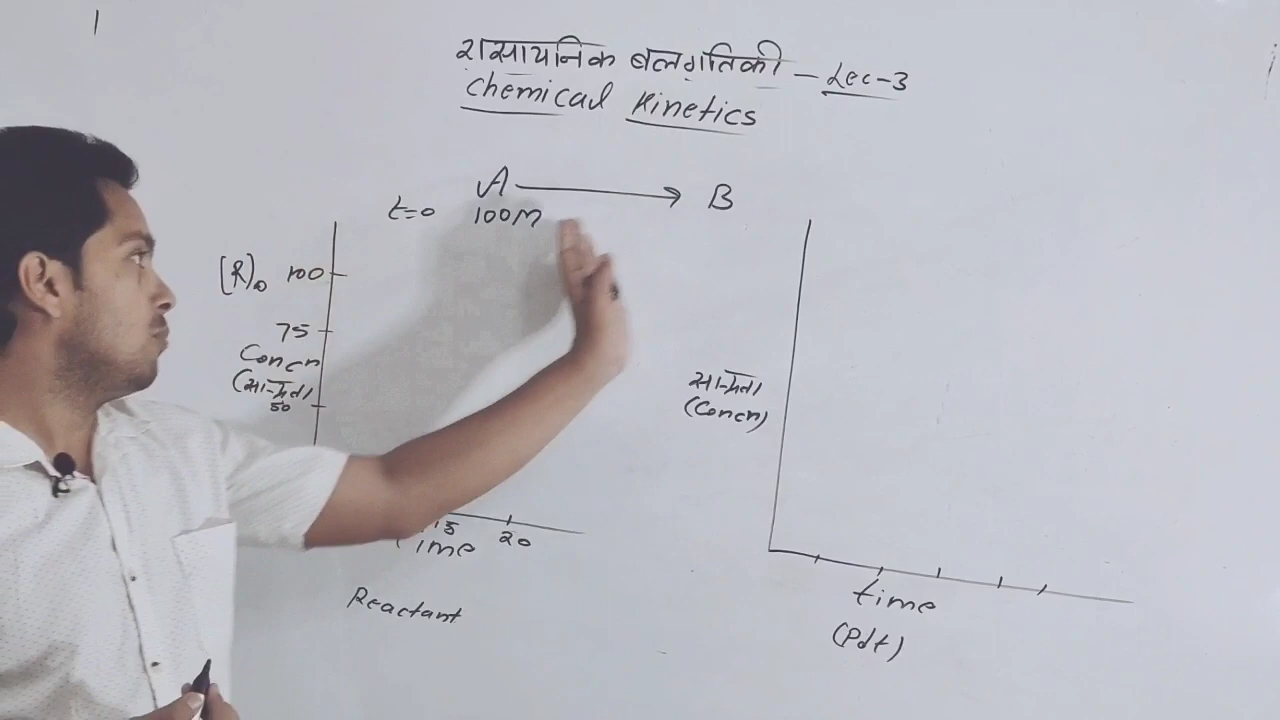 रासायनिक बलगतिकी - Lec-3
Chemical Kinetics
A → B
t=0 100M
[R]₀ 100
75
Concn
(सान्द्रता)
50
15 20
Time
Reactant
सान्द्रता
(Concn)
time
(Pdt)